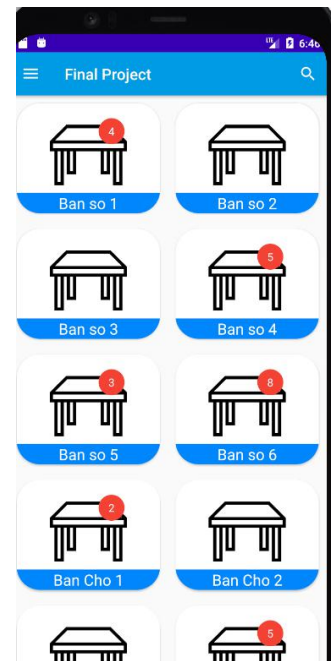 LTE 6:46
Final Project
4
Ban so 1
Ban so 2
5
Ban so 3
Ban so 4
3
8
Ban so 5
Ban so 6
2
Ban Cho 1
Ban Cho 2
5